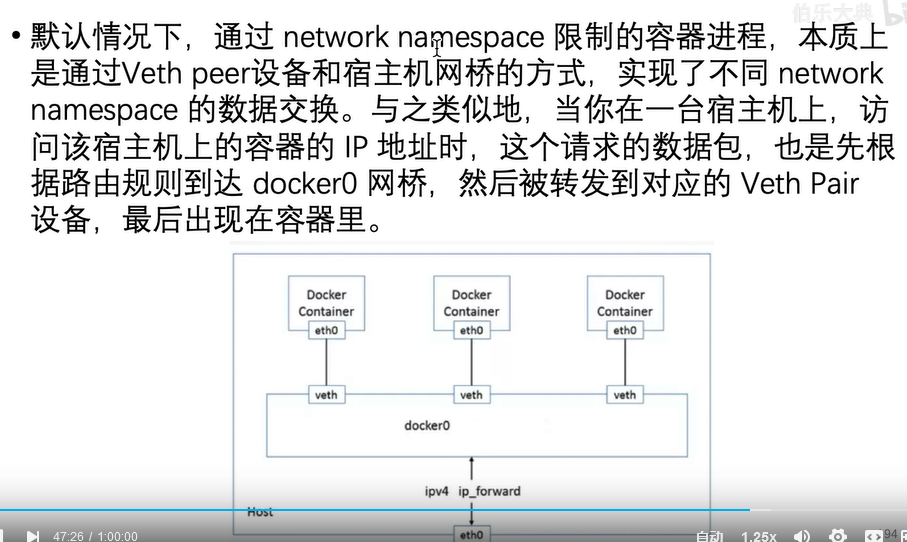 伯乐大典
• 默认情况下，通过 network namespace 限制的容器进程，本质上
是通过Veth peer设备和宿主机网桥的方式，实现了不同 network
namespace 的数据交换。与之类似地，当你在一台宿主机上，访
问该宿主机上的容器的 IP 地址时，这个请求的数据包，也是先根
据路由规则到达 docker0 网桥，然后被转发到对应的 Veth Pair
设备，最后出现在容器里。
Docker Docker Docker
Container Container Container
eth0 eth0 eth0
veth veth veth
docker0
ipv4 ip_forward
Host
eth0
47:26 / 1:00:00 自动 1.25x 94